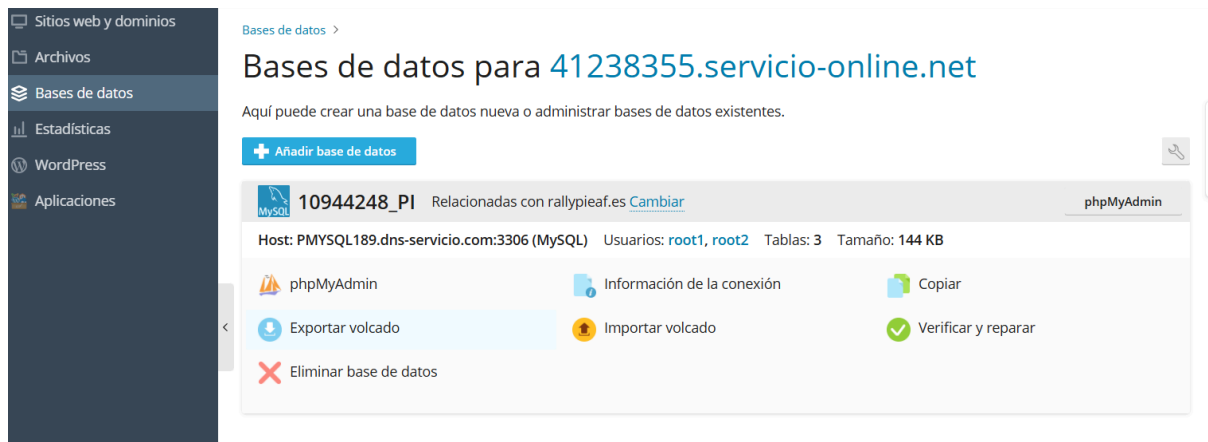 Sitios web y dominios
Archivos
Bases de datos
Estadísticas
WordPress
Aplicaciones
Bases de datos >
Bases de datos para 41238355.servicio-online.net
Aquí puede crear una base de datos nueva o administrar bases de datos existentes.
Añadir base de datos
MySQL 10944248_PI Relacionadas con rallypieaf.es Cambiar phpMyAdmin
Host: PMYSQL189.dns-servicio.com:3306 (MySQL) Usuarios: root1, root2 Tablas: 3 Tamaño: 144 KB
phpMyAdmin Información de la conexión Copiar
Exportar volcado Importar volcado Verificar y reparar
Eliminar base de datos